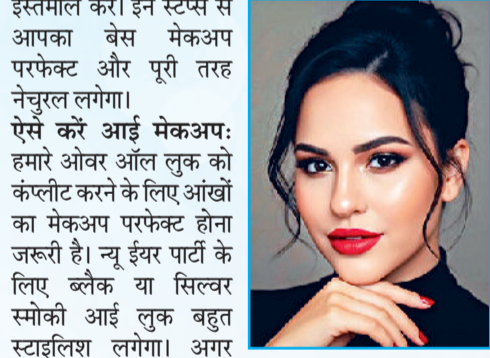 इस्तेमाल करें। इन स्टेप्स से
आपका बेस मेकअप
परफेक्ट और पूरी तरह
नेचुरल लगेगा।
ऐसे करें आई मेकअप:
हमारे ओवर ऑल लुक को
कंप्लीट करने के लिए आंखों
का मेकअप परफेक्ट होना
जरूरी है। न्यू ईयर पार्टी के
लिए ब्लैक या सिल्वर
स्मोकी आई लुक बहुत
स्टाइलिश लगेगा। अगर